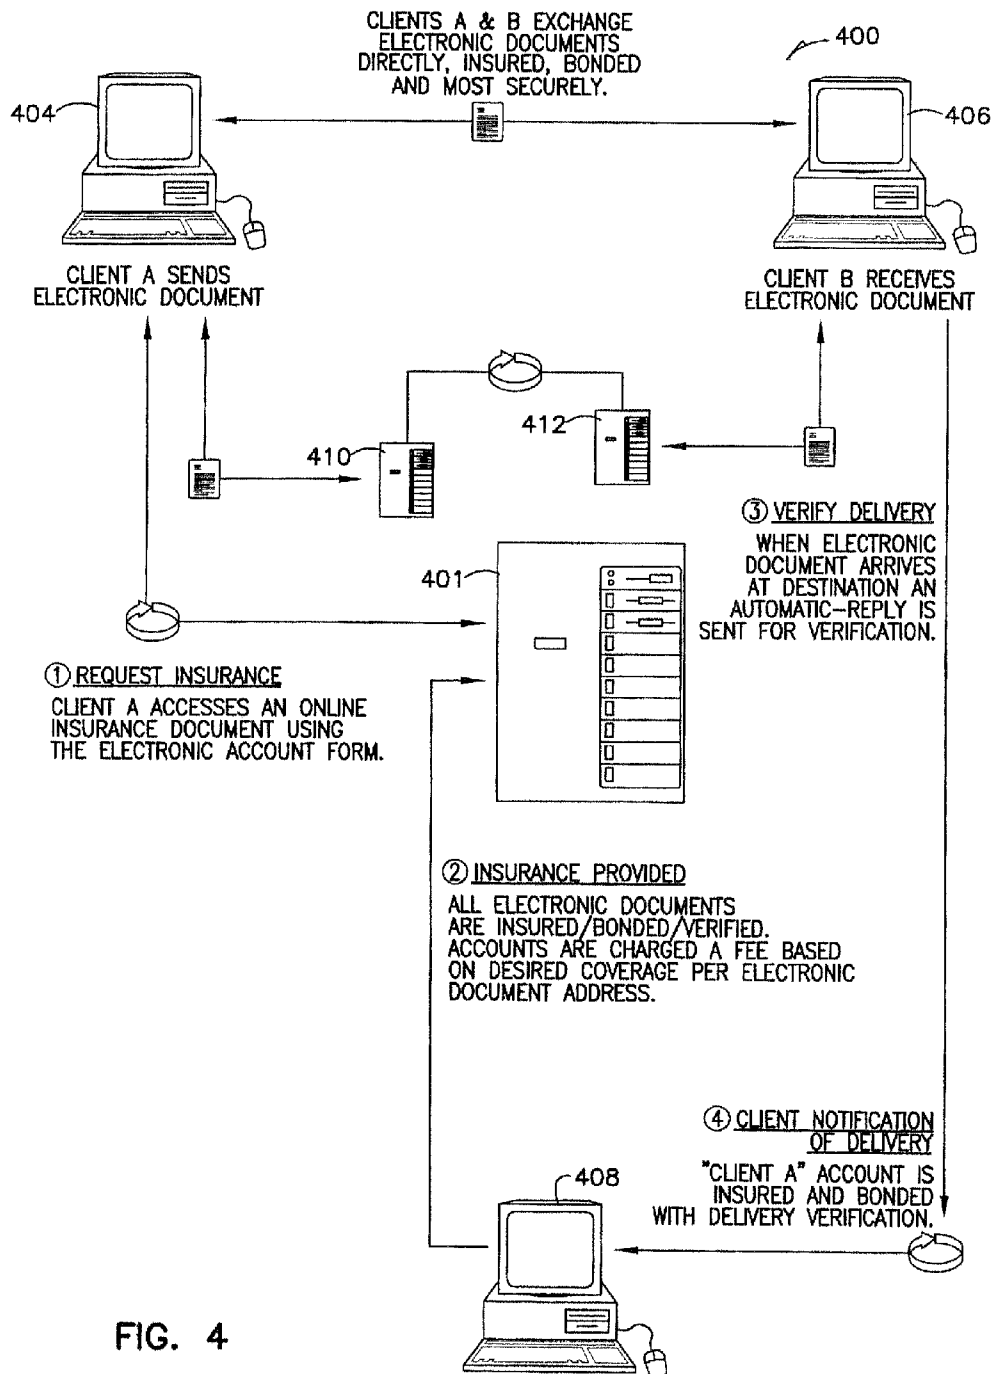 CLIENTS A & B EXCHANGE
ELECTRONIC DOCUMENTS
DIRECTLY, INSURED, BONDED
AND MOST SECURELY.
400
404
406
CLIENT A SENDS
ELECTRONIC DOCUMENT
CLIENT B RECEIVES
ELECTRONIC DOCUMENT
410
412
③ VERIFY DELIVERY
WHEN ELECTRONIC
DOCUMENT ARRIVES
AT DESTINATION AN
AUTOMATIC-REPLY IS
SENT FOR VERIFICATION.
401
① REQUEST INSURANCE
CLIENT A ACCESSES AN ONLINE
INSURANCE DOCUMENT USING
THE ELECTRONIC ACCOUNT FORM.
② INSURANCE PROVIDED
ALL ELECTRONIC DOCUMENTS
ARE INSURED/BONDED/VERIFIED.
ACCOUNTS ARE CHARGED A FEE BASED
ON DESIRED COVERAGE PER ELECTRONIC
DOCUMENT ADDRESS.
④ CLIENT NOTIFICATION
OF DELIVERY
"CLIENT A" ACCOUNT IS
INSURED AND BONDED
WITH DELIVERY VERIFICATION.
408
FIG. 4